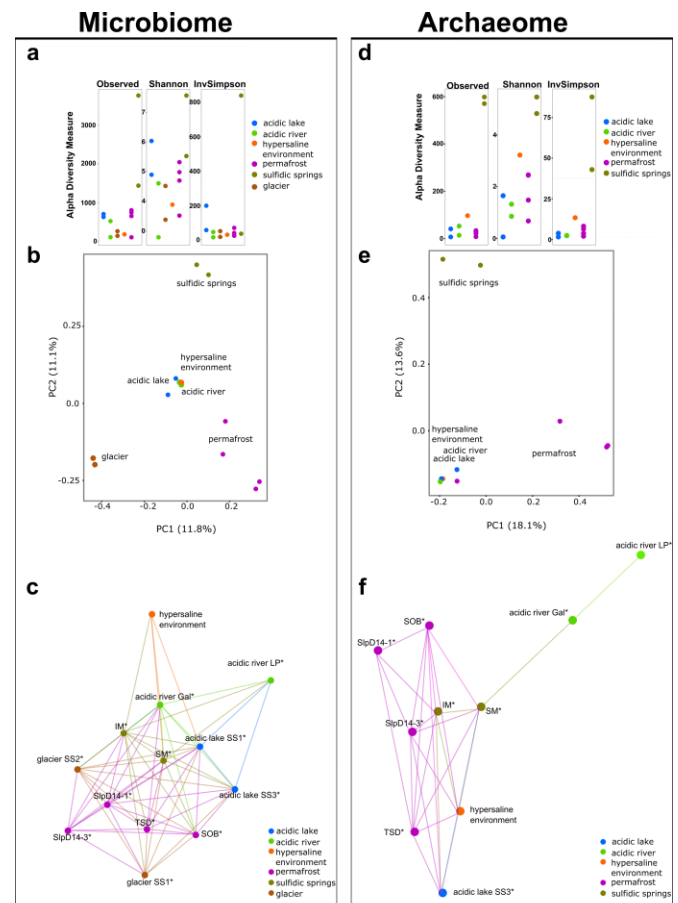 Microbiome
a
Observed Shannon InvSimpson
Alpha Diversity Measure
3000
2000
1000
0
7
6
5
0
800
600
400
200
0
acidic lake
acidic river
hypersaline
environment
permafrost
sulfidic springs
glacier
b
sulfidic springs
hypersaline
environment
acidic lake
acidic river
permafrost
glacier
PC2 (11.1%)
0.25
0.0
-0.25
-0.4 -0.2 0.0 0.2
PC1 (11.8%)
c
hypersaline
environment
acidic river LP*
acidic river Gal*
IM*
acidic lake SS1*
SM*
glacier SS2*
SlpD14-1*
acidic lake SS3*
TSD*
SlpD14-3*
SOB*
glacier SS1*
acidic lake
acidic river
hypersaline
environment
permafrost
sulfidic springs
glacier
Archaeome
d
Observed Shannon InvSimpson
Alpha Diversity Measure
600
400
200
0
4
2
0
75
50
25
0
acidic lake
acidic river
hypersaline
environment
permafrost
sulfidic springs
e
sulfidic springs
hypersaline
environment
acidic river
acidic lake
permafrost
PC2 (13.6%)
0.4
0.0
-0.2 0.0 0.2 0.4
PC1 (18.1%)
f
acidic river LP*
acidic river Gal*
SOB*
SlpD14-1*
IM*
SM*
SlpD14-3*
hypersaline
environment
TSD*
acidic lake SS3*
acidic lake
acidic river
hypersaline
environment
permafrost
sulfidic springs